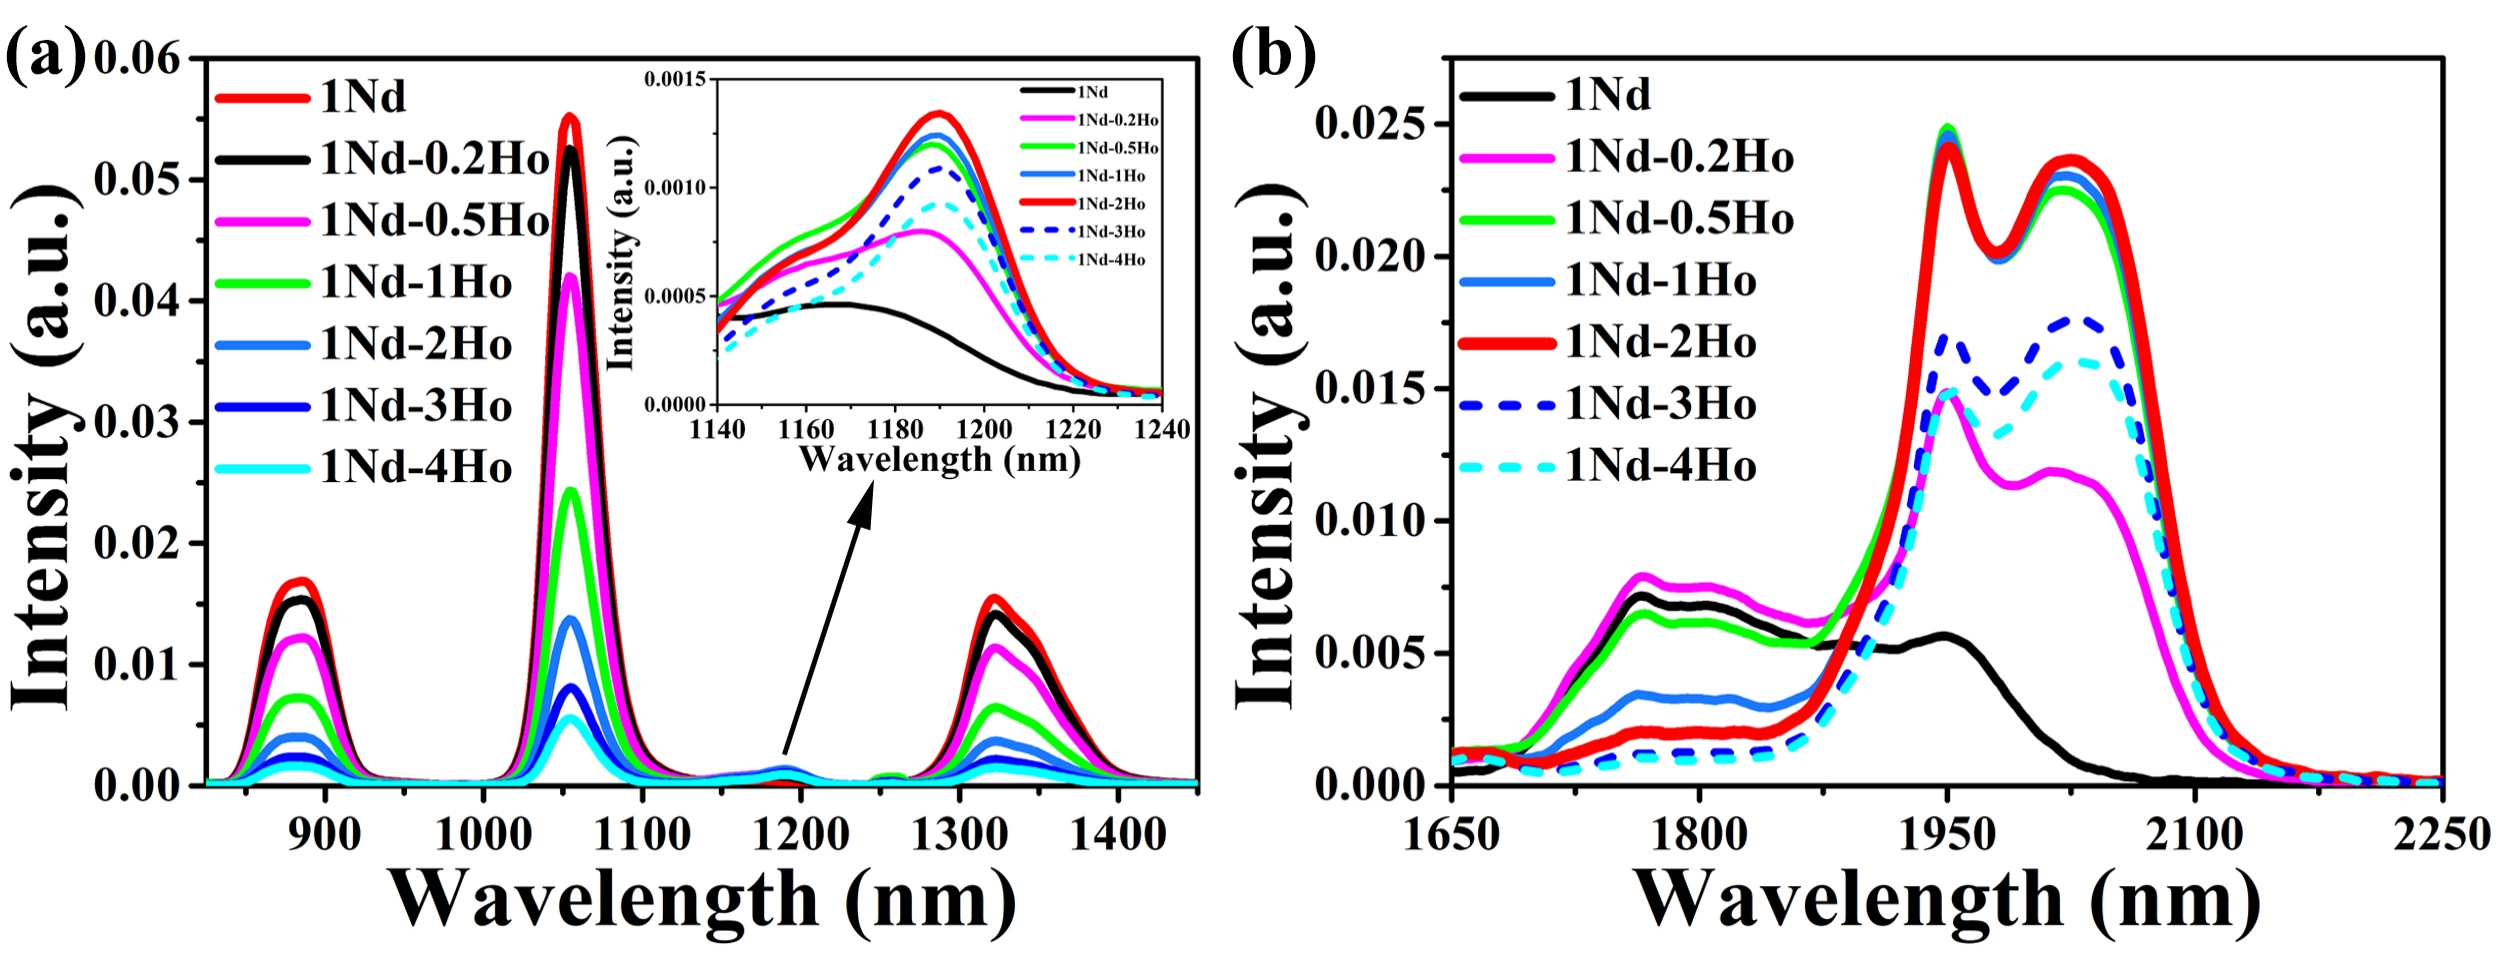 (a)
0.06
0.05
0.04
0.03
0.02
0.01
0.00
Intensity (a.u.)
1Nd
1Nd-0.2Ho
1Nd-0.5Ho
1Nd-1Ho
1Nd-2Ho
1Nd-3Ho
1Nd-4Ho
900 1000 1100 1200 1300 1400
Wavelength (nm)
0.0015
0.0010
0.0005
0.0000
Intensity (a.u.)
1Nd
1Nd-0.2Ho
1Nd-0.5Ho
1Nd-1Ho
1Nd-2Ho
1Nd-3Ho
1Nd-4Ho
1140 1160 1180 1200 1220 1240
Wavelength (nm)
(b)
0.025
0.020
0.015
0.010
0.005
0.000
Intensity (a.u.)
1Nd
1Nd-0.2Ho
1Nd-0.5Ho
1Nd-1Ho
1Nd-2Ho
1Nd-3Ho
1Nd-4Ho
1650 1800 1950 2100 2250
Wavelength (nm)